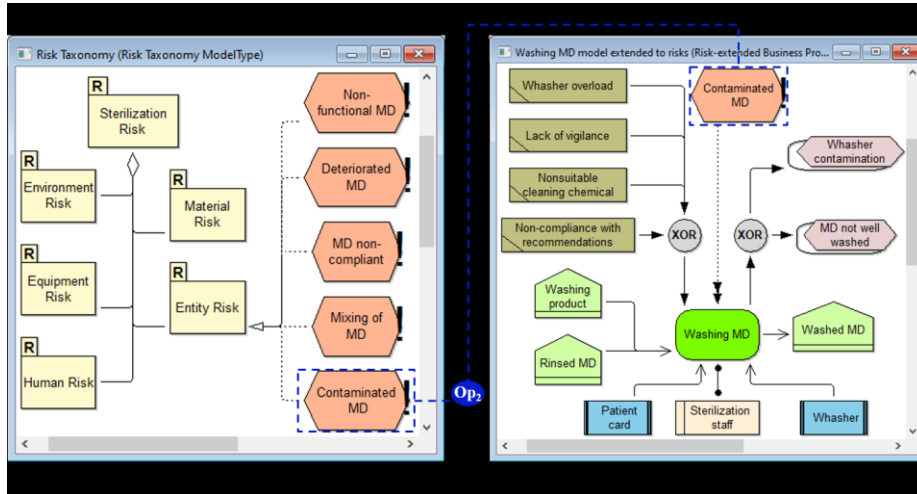 Risk Taxonomy (Risk Taxonomy ModelType)
R
Sterilization
Risk
R
Environment
Risk
R
Material
Risk
R
Equipment
Risk
R
Entity Risk
R
Human Risk
Non-
functional MD
!
Deteriorated
MD
!
MD non-
compliant
!
Mixing of
MD
!
Contaminated
MD
!
Op2
Washing MD model extended to risks (Risk-extended Business Pro...
Whasher overload
Lack of vigilance
Nonsuitable
cleaning chemical
Non-compliance with
recommendations
Contaminated
MD
!
XOR
XOR
Whasher
contamination
MD not well
washed
Washing
product
Rinsed MD
Washing MD
Washed MD
Patient
card
Sterilization
staff
Whasher